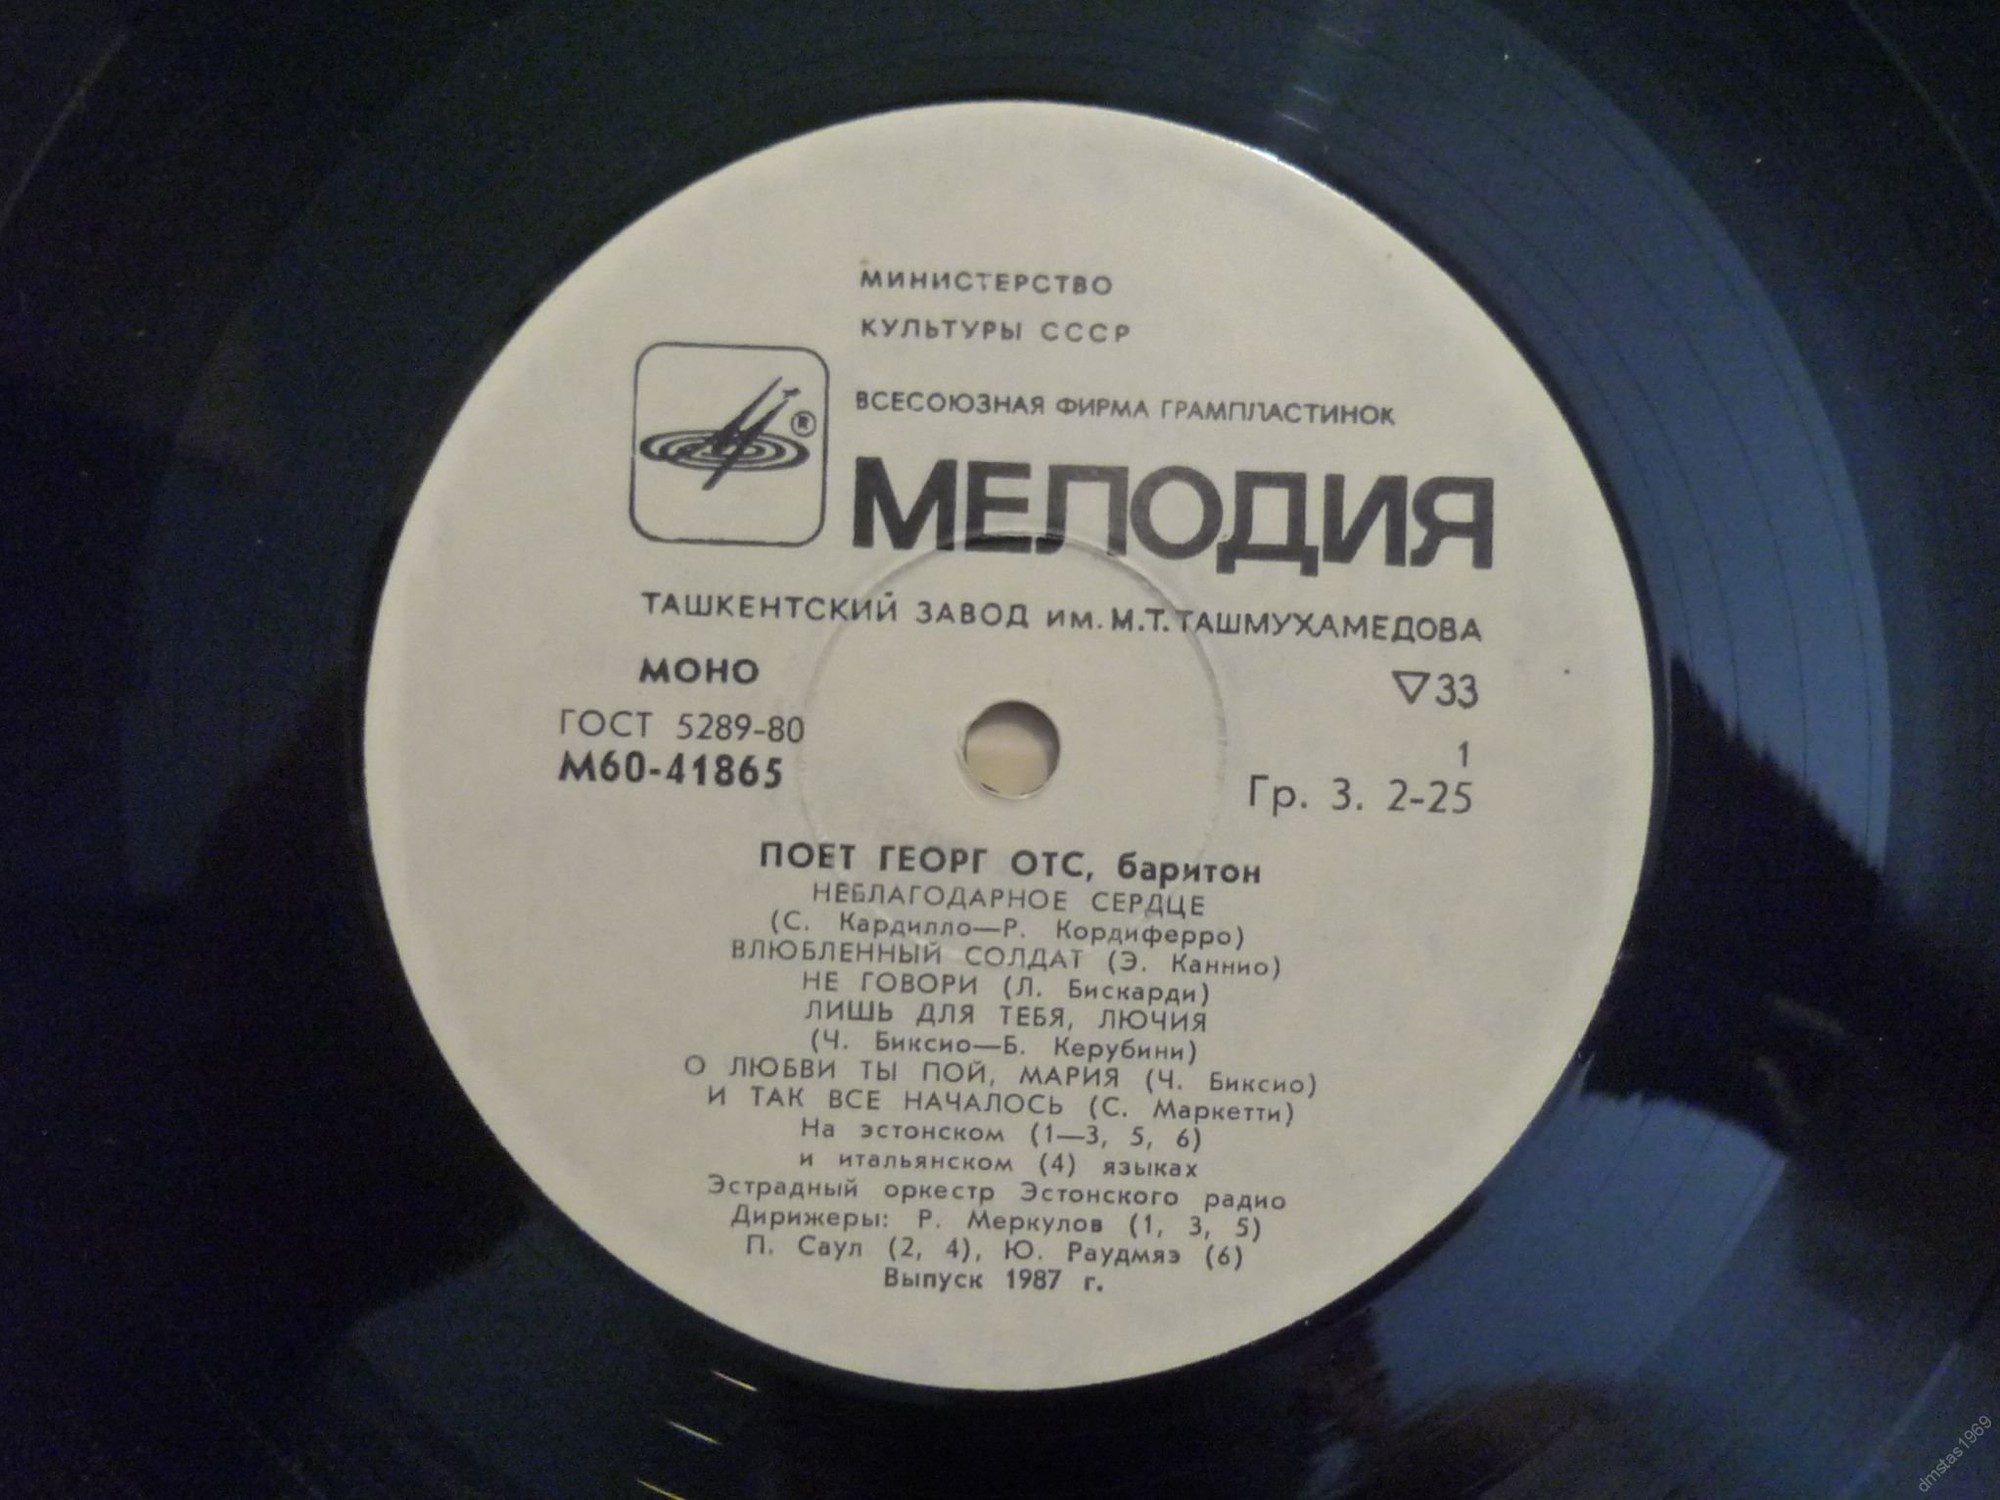 МИНИСТЕРСТВО
КУЛЬТУРЫ СССР
ВСЕСОЮЗНАЯ ФИРМА ГРАМПЛАСТИНОК
®
МЕЛОДИЯ
ТАШКЕНТСКИЙ ЗАВОД им. М.Т. ТАШМУХАМЕДОВА
МОНО
▽33
ГОСТ 5289-80
М60-41865
1
Гр. 3. 2-25
ПОЕТ ГЕОРГ ОТС, баритон
НЕБЛАГОДАРНОЕ СЕРДЦЕ
(С. Кардилло—Р. Кордиферро)
ВЛЮБЛЕННЫЙ СОЛДАТ (Э. Каннио)
НЕ ГОВОРИ (Л. Бискарди)
ЛИШЬ ДЛЯ ТЕБЯ, ЛЮЧИЯ
(Ч. Биксио—Б. Керубини)
О ЛЮБВИ ТЫ ПОЙ, МАРИЯ (Ч. Биксио)
И ТАК ВСЕ НАЧАЛОСЬ (С. Маркетти)
На эстонском (1—3, 5, 6)
и итальянском (4) языках
Эстрадный оркестр Эстонского радио
Дирижеры: Р. Меркулов (1, 3, 5)
П. Саул (2, 4), Ю. Раудмяэ (6)
Выпуск 1987 г.
dmstas1969